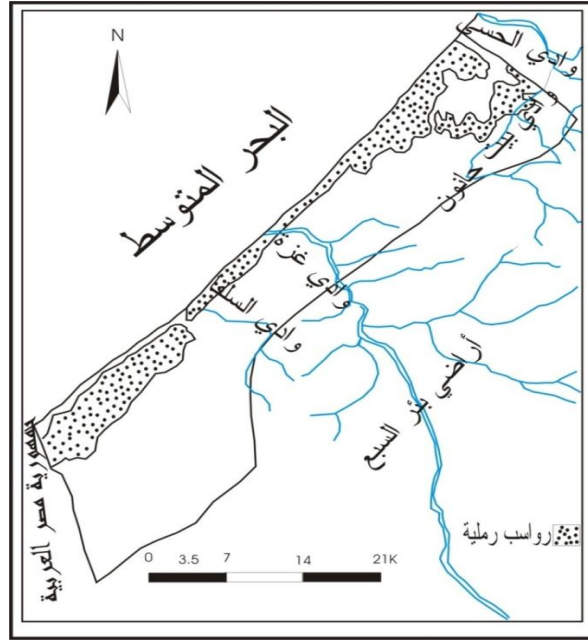 N
وادي الحسي
وادي بيت حانون
البحر المتوسط
وادي غزة
وادي السلقا
أراضي بئر السبع
جمهورية مصر العربية
رواسب رملية
0 3.5 7 14 21K